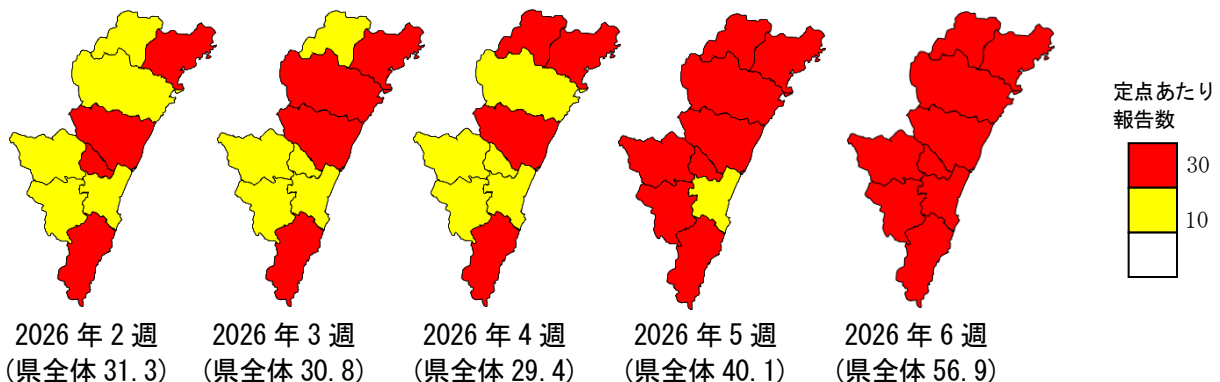 定点あたり
報告数
30
10
2026 年 2 週
(県全体 31.3)
2026 年 3 週
(県全体 30.8)
2026 年 4 週
(県全体 29.4)
2026 年 5 週
(県全体 40.1)
2026 年 6 週
(県全体 56.9)